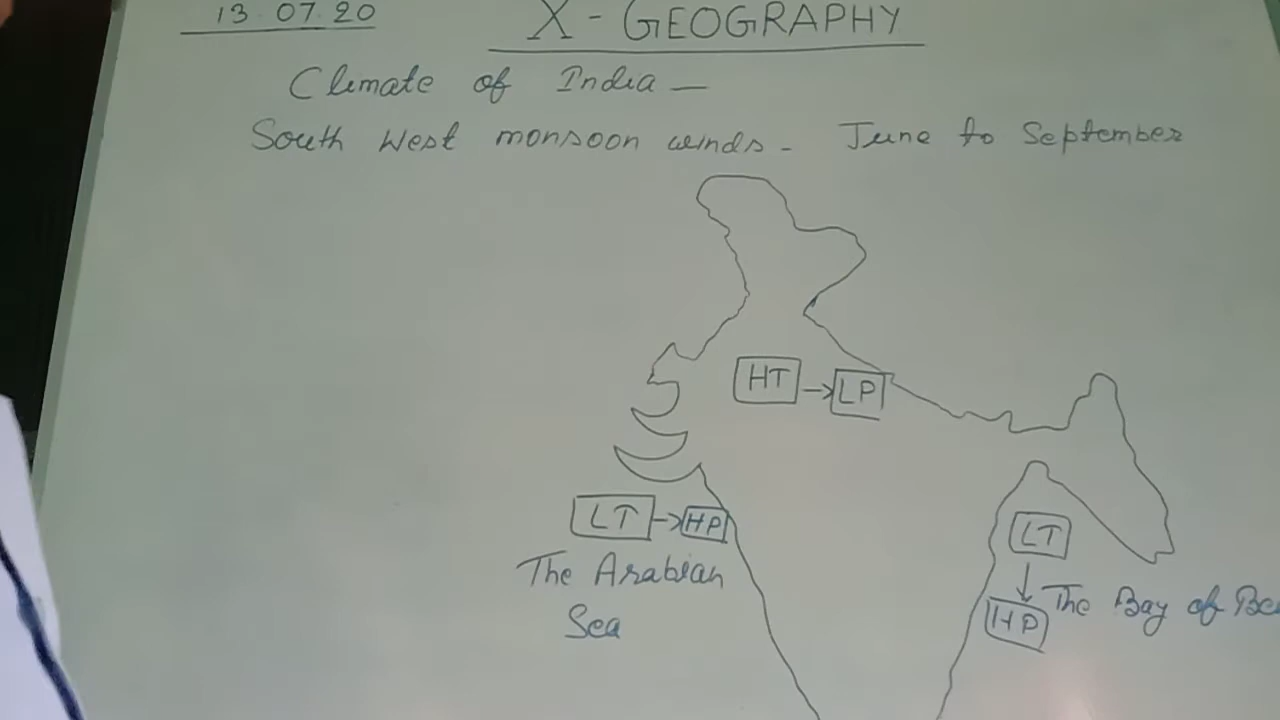 13.07.20
X - GEOGRAPHY
Climate of India —
South West monsoon winds - June to September
HT → LP
LT → HP
The Arabian
Sea
LT
↓
HP
The Bay of